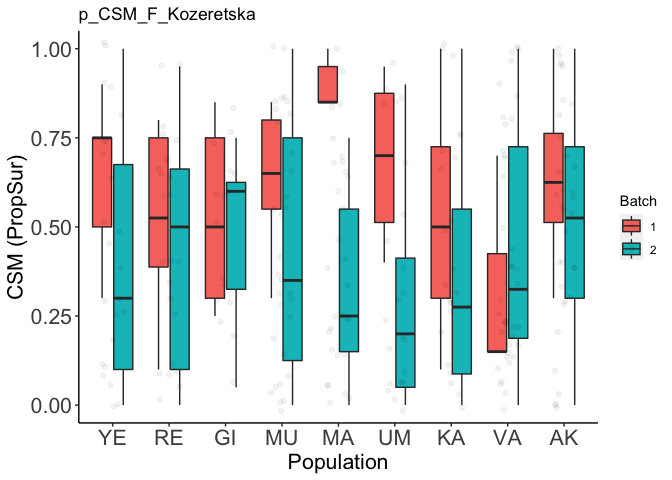 p_CSM_F_Kozeretska
CSM (PropSur)
1.00
0.75
0.50
0.25
0.00
YE RE GI MU MA UM KA VA AK
Population
Batch
1
2